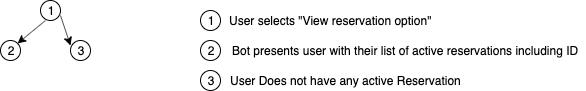 1
2
3
1 User selects "View reservation option"
2 Bot presents user with their list of active reservations including ID
3 User Does not have any active Reservation